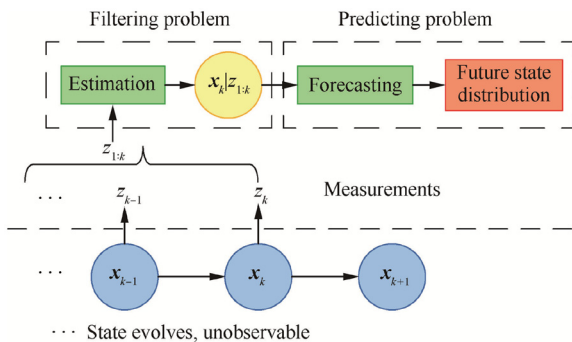 Filtering problem
Predicting problem
Estimation
x_k|z_{1:k}
Forecasting
Future state
distribution
z_{1:k}
··· z_{k−1} z_k
Measurements
··· x_{k−1} x_k x_{k+1}
··· State evolves, unobservable